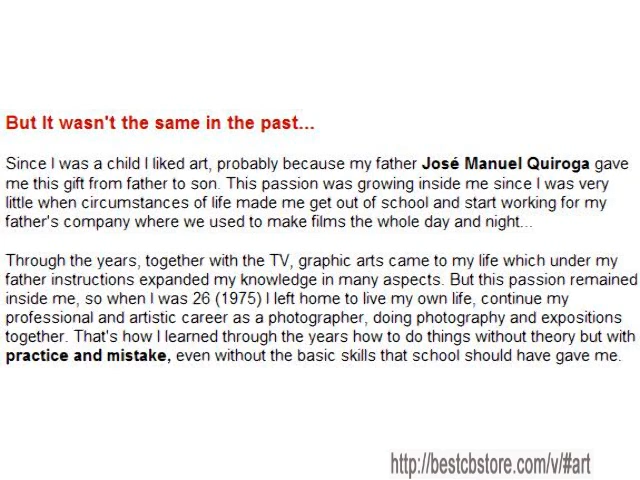 But It wasn't the same in the past...
Since I was a child I liked art, probably because my father José Manuel Quiroga gave
me this gift from father to son. This passion was growing inside me since I was very
little when circumstances of life made me get out of school and start working for my
father's company where we used to make films the whole day and night...
Through the years, together with the TV, graphic arts came to my life which under my
father instructions expanded my knowledge in many aspects. But this passion remained
inside me, so when I was 26 (1975) I left home to live my own life, continue my
professional and artistic career as a photographer, doing photography and expositions
together. That's how I learned through the years how to do things without theory but with
practice and mistake, even without the basic skills that school should have gave me.
http://bestcbstore.com/v/#art